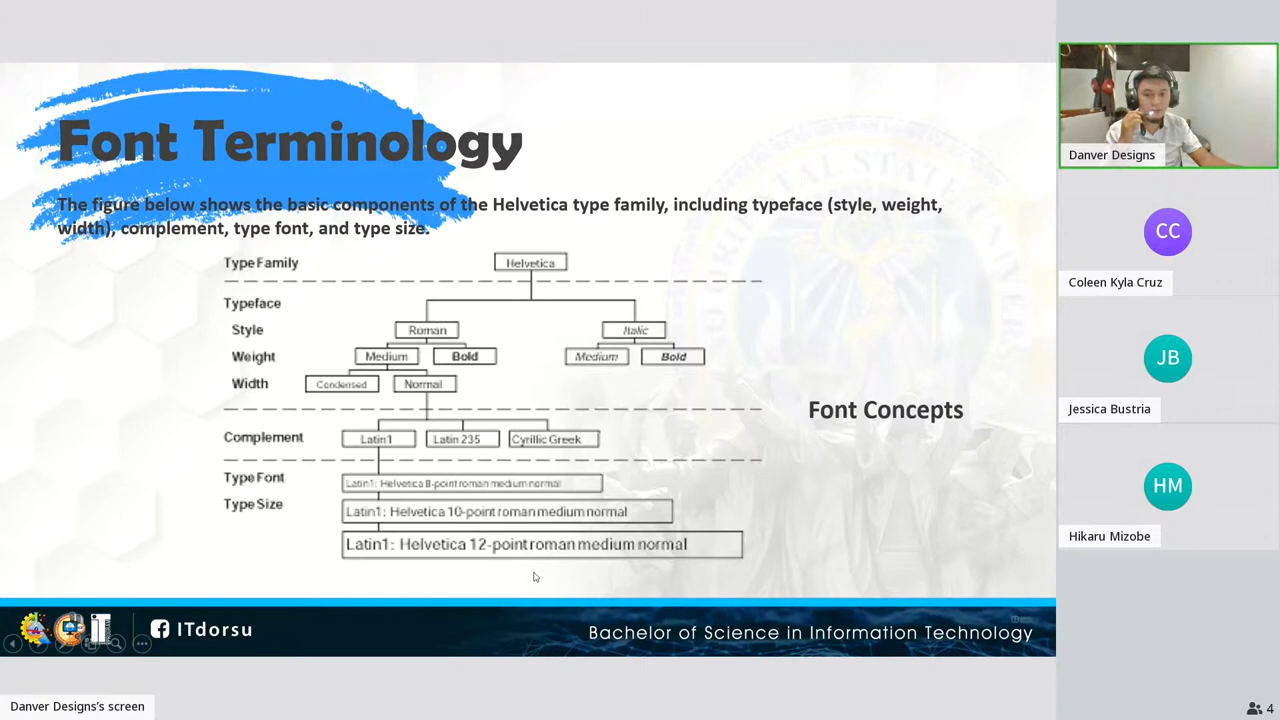 Font Terminology
The figure below shows the basic components of the Helvetica type family, including typeface (style, weight,
width), complement, type font, and type size.
Type Family
Helvetica
Typeface
Style
Roman
Italic
Weight
Medium
Bold
Medium
Bold
Width
Condensed
Normal
Font Concepts
Complement
Latin1
Latin 235
Cyrillic Greek
Type Font
Latin1: Helvetica 8-point roman medium normal
Type Size
Latin1: Helvetica 10-point roman medium normal
Latin1: Helvetica 12-point roman medium normal
IT
ITdorsu
Bachelor of Science in Information Technology
Danver Designs's screen
Danver Designs
CC
Coleen Kyla Cruz
JB
Jessica Bustria
HM
Hikaru Mizobe
4